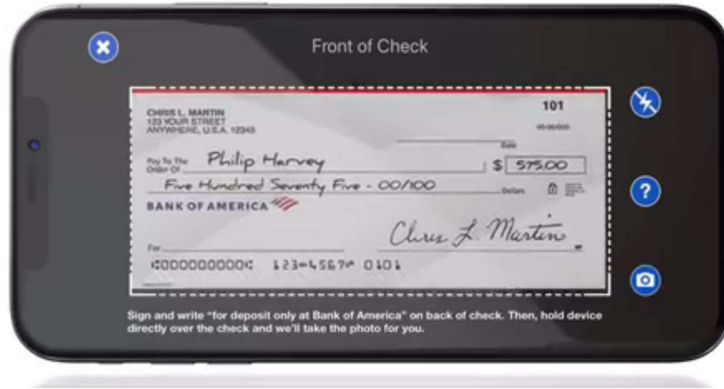 Front of Check
CHRIS L. MARTIN
123 YOUR STREET
ANYWHERE, U.S.A. 12345
101
00-00/000
Date
Pay To The
Order Of
Philip Harvey
$ 575.00
Five Hundred Seventy Five - 00/100
Dollars
BANK OF AMERICA
For
Chris L. Martin
⑆000000000⑆ 123⑉4567⑈ 0101
Sign and write "for deposit only at Bank of America" on back of check. Then, hold device
directly over the check and we'll take the photo for you.
?